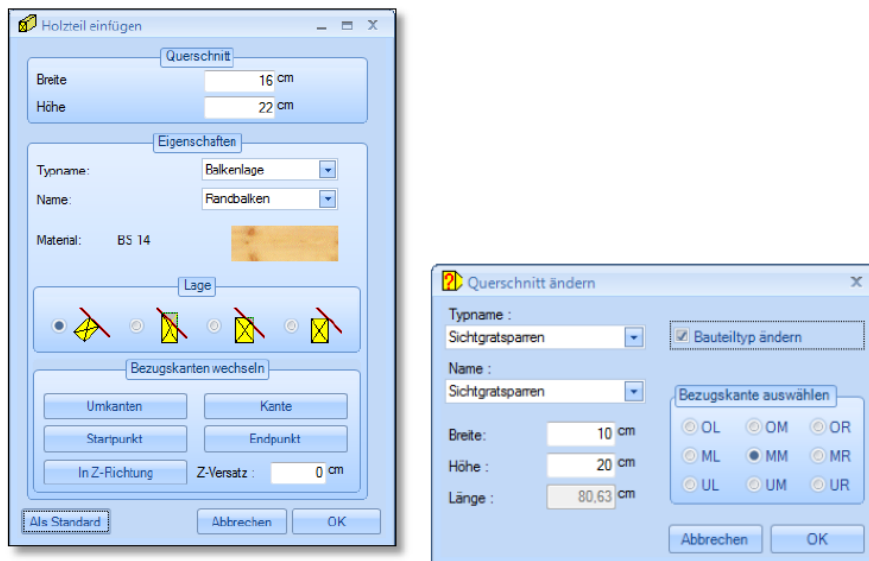 Holzteil einfügen
Querschnitt
Breite 16 cm
Höhe 22 cm
Eigenschaften
Typname: Balkenlage
Name: Randbalken
Material: BS 14
Lage
Bezugskanten wechseln
Umkanten Kante
Startpunkt Endpunkt
In Z-Richtung Z-Versatz : 0 cm
Als Standard Abbrechen OK
Querschnitt ändern
Typname :
Sichtgratsparren
Bauteiltyp ändern
Name :
Sichtgratsparren
Bezugskante auswählen
Breite: 10 cm
Höhe : 20 cm
Länge : 80,63 cm
OL OM OR
ML MM MR
UL UM UR
Abbrechen OK